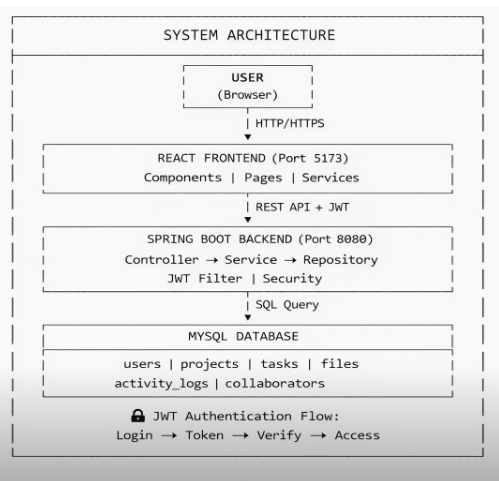 SYSTEM ARCHITECTURE
USER
(Browser)
HTTP/HTTPS
REACT FRONTEND (Port 5173)
Components | Pages | Services
REST API + JWT
SPRING BOOT BACKEND (Port 8080)
Controller → Service → Repository
JWT Filter | Security
SQL Query
MYSQL DATABASE
users | projects | tasks | files
activity_logs | collaborators
🔒 JWT Authentication Flow:
Login → Token → Verify → Access